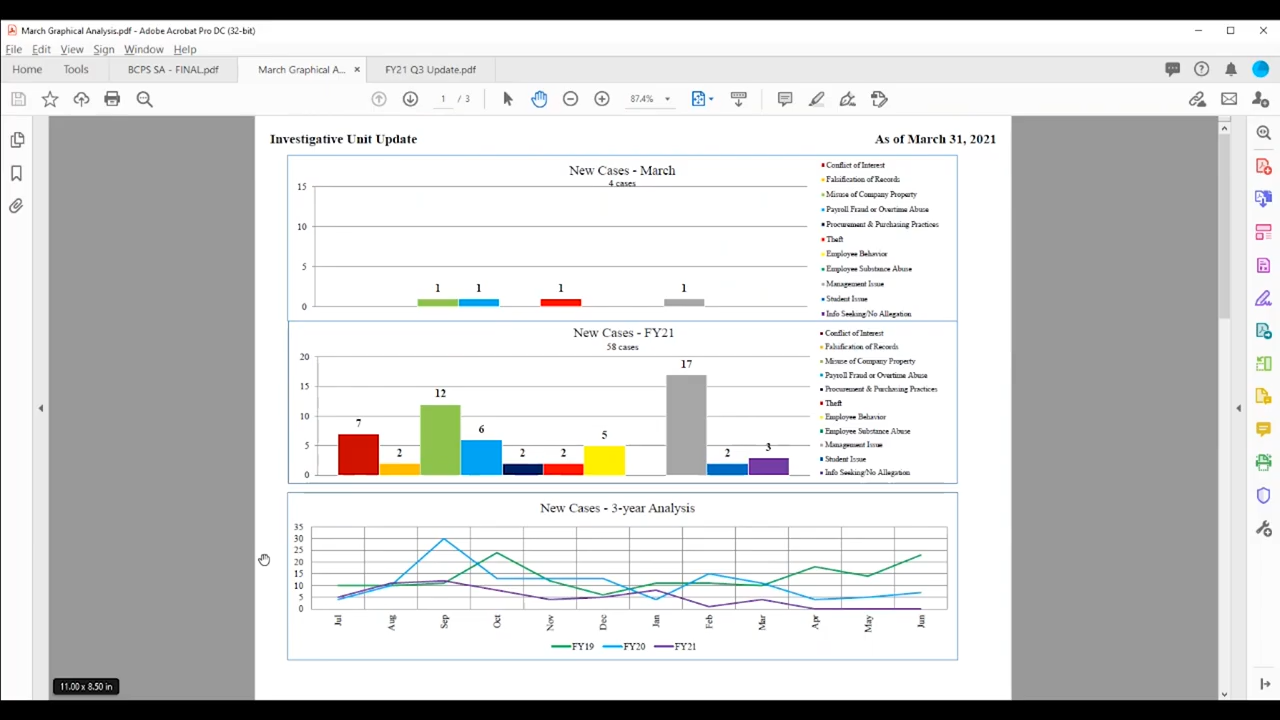 March Graphical Analysis.pdf - Adobe Acrobat Pro DC (32-bit)
File Edit View Sign Window Help
Home Tools BCPS SA - FINAL.pdf March Graphical A... × FY21 Q3 Update.pdf
1 / 3 87.4%
Investigative Unit Update As of March 31, 2021
New Cases - March
4 cases
15
10
5
0
1 1 1 1
Conflict of Interest
Falsification of Records
Misuse of Company Property
Payroll Fraud or Overtime Abuse
Procurement & Purchasing Practices
Theft
Employee Behavior
Employee Substance Abuse
Management Issue
Student Issue
Info Seeking/No Allegation
New Cases - FY21
58 cases
20
15
10
5
0
7 2 12 6 2 2 5 17 2 3
Conflict of Interest
Falsification of Records
Misuse of Company Property
Payroll Fraud or Overtime Abuse
Procurement & Purchasing Practices
Theft
Employee Behavior
Employee Substance Abuse
Management Issue
Student Issue
Info Seeking/No Allegation
New Cases - 3-year Analysis
35
30
25
20
15
10
5
0
Jul Aug Sep Oct Nov Dec Jan Feb Mar Apr May Jun
FY19 FY20 FY21
11.00 x 8.50 in